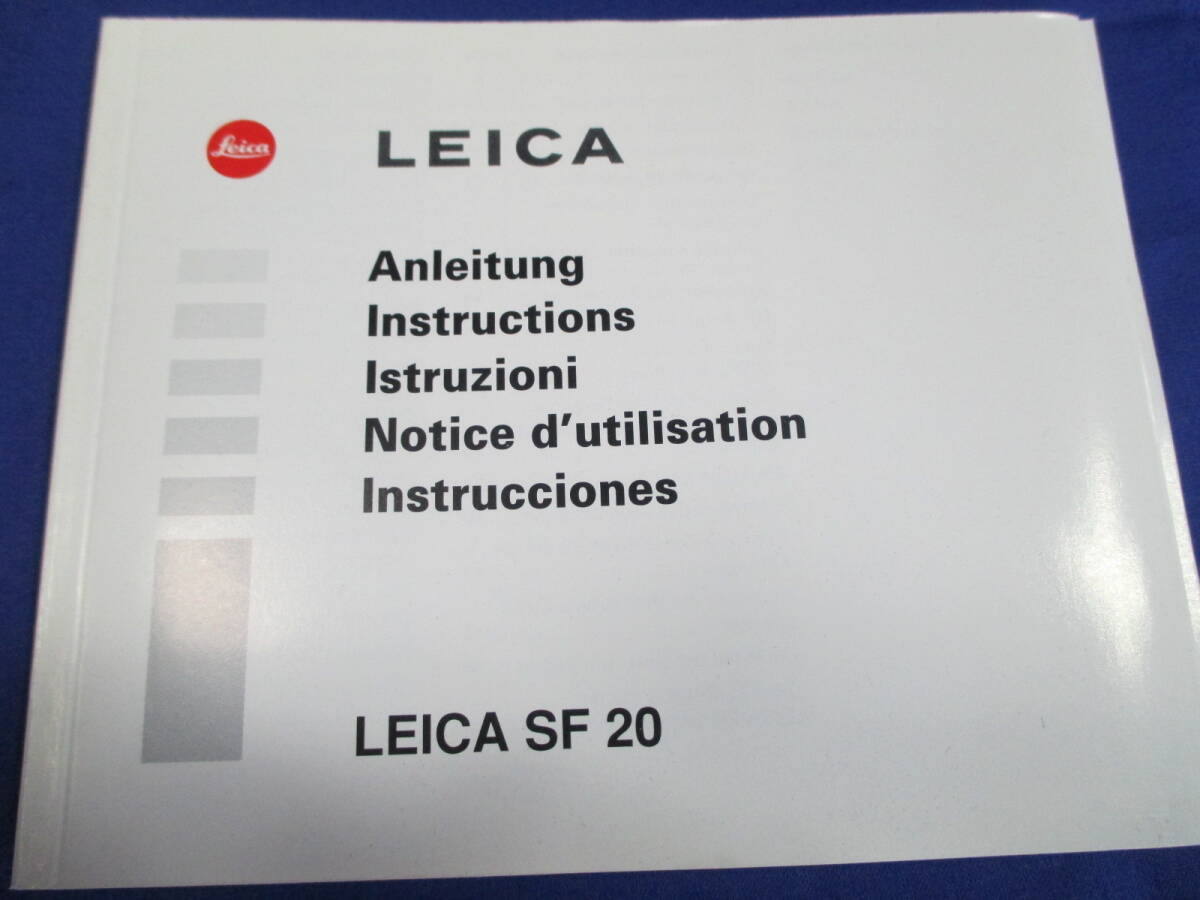 Leica
LEICA
Anleitung
Instructions
Istruzioni
Notice d'utilisation
Instrucciones
LEICA SF 20